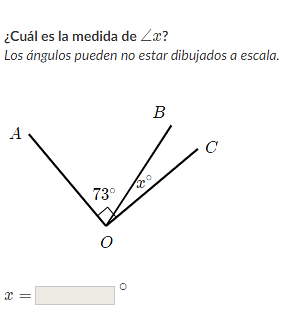 ¿Cuál es la medida de ∠x?
Los ángulos pueden no estar dibujados a escala.
B
A
C
73°
x°
O
x = °